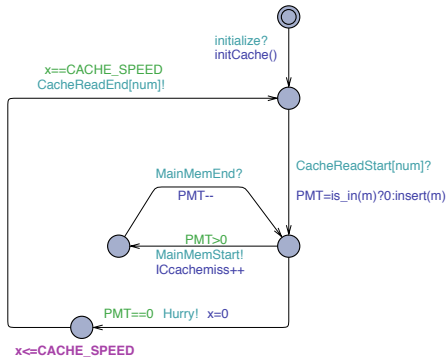 initialize?
initCache()
x==CACHE_SPEED
CacheReadEnd[num]!
CacheReadStart[num]?
MainMemEnd?
PMT=is_in(m)?0:insert(m)
PMT--
PMT>0
MainMemStart!
ICcachemiss++
PMT==0 Hurry! x=0
x<=CACHE_SPEED